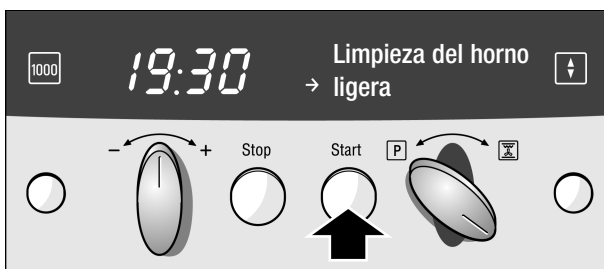 1000
19:30
Limpieza del horno
→ ligera
- +
Stop
Start
P